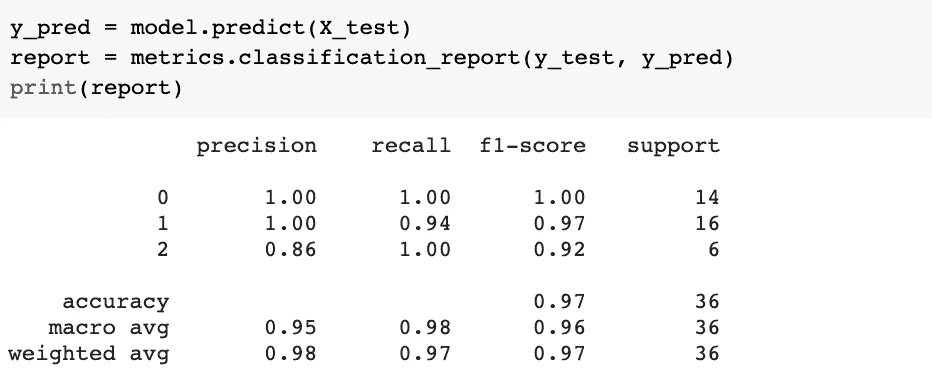 y_pred = model.predict(X_test)
report = metrics.classification_report(y_test, y_pred)
print(report)
precision recall f1-score support
0 1.00 1.00 1.00 14
1 1.00 0.94 0.97 16
2 0.86 1.00 0.92 6
accuracy 0.97 36
macro avg 0.95 0.98 0.96 36
weighted avg 0.98 0.97 0.97 36